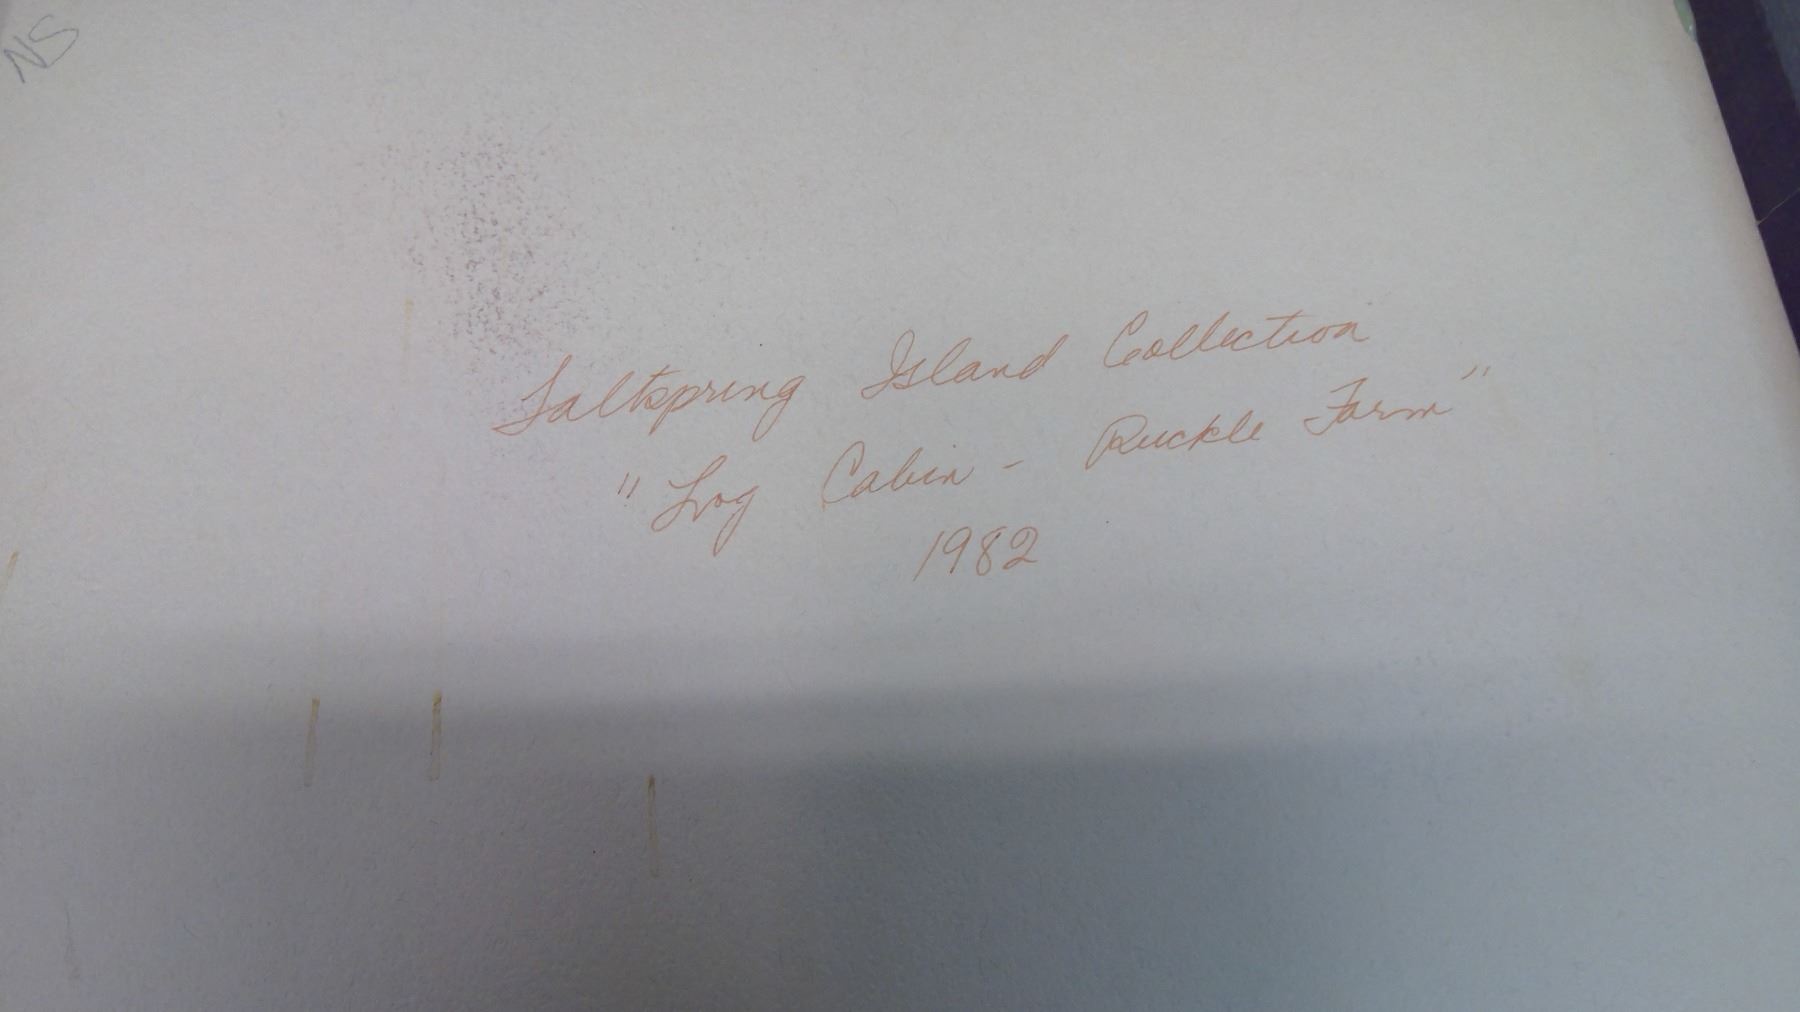 NS
Saltspring Island Collection
"Log Cabin - Ruckle Farm"
1982